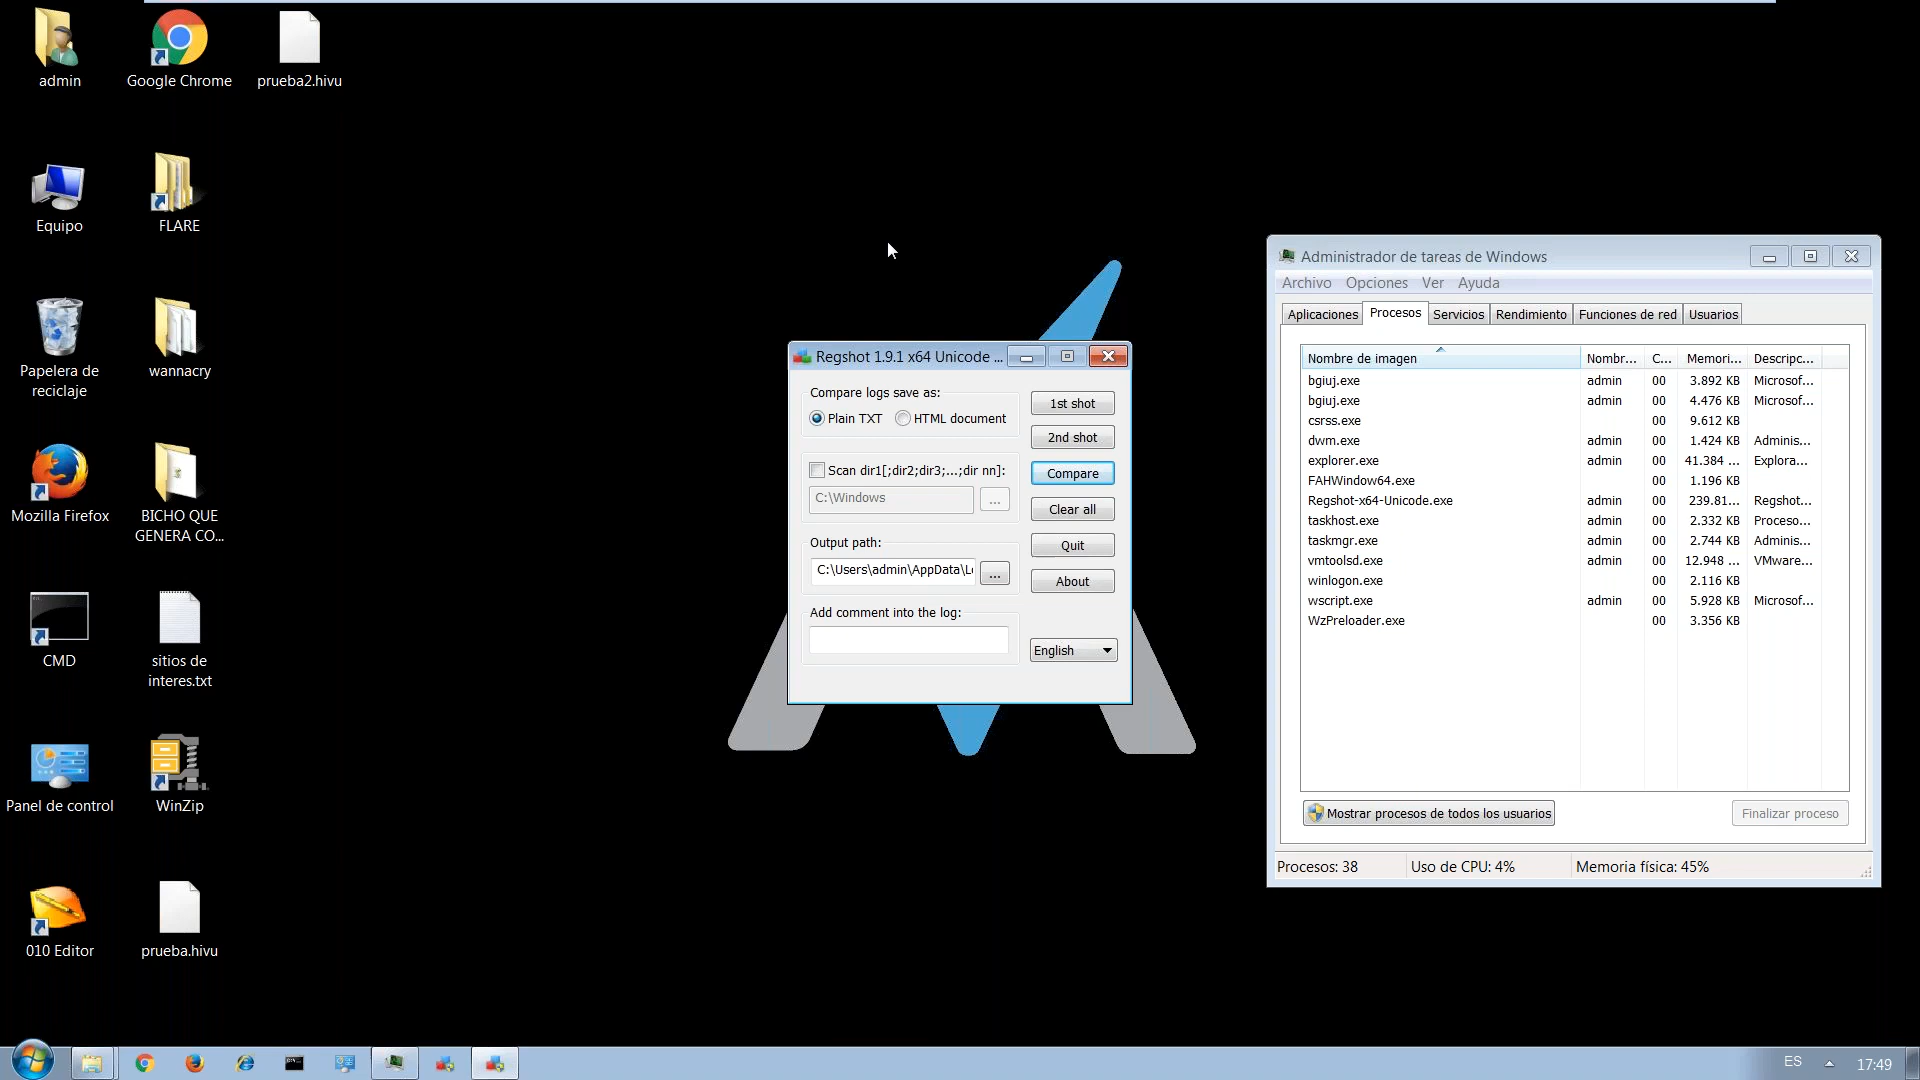 admin
Google Chrome
prueba2.hivu
Equipo
FLARE
Papelera de
reciclaje
wannacry
Mozilla Firefox
BICHO QUE
GENERA CO...
CMD
sitios de
interes.txt
Panel de control
WinZip
010 Editor
prueba.hivu
Regshot 1.9.1 x64 Unicode ...
Compare logs save as:
Plain TXT
HTML document
1st shot
2nd shot
Scan dir1[;dir2;dir3;...;dir nn]:
C:\Windows
...
Compare
Clear all
Output path:
C:\Users\admin\AppData\Lo
...
Quit
About
Add comment into the log:
English
Administrador de tareas de Windows
Archivo Opciones Ver Ayuda
Aplicaciones Procesos Servicios Rendimiento Funciones de red Usuarios
Nombre de imagen Nombr... C... Memori... Descripc...
bgiuj.exe admin 00 3.892 KB Microsof...
bgiuj.exe admin 00 4.476 KB Microsof...
csrss.exe 00 9.612 KB
dwm.exe admin 00 1.424 KB Adminis...
explorer.exe admin 00 41.384 ... Explora...
FAHWindow64.exe 00 1.196 KB
Regshot-x64-Unicode.exe admin 00 239.81... Regshot...
taskhost.exe admin 00 2.332 KB Proceso...
taskmgr.exe admin 00 2.744 KB Adminis...
vmtoolsd.exe admin 00 12.948 ... VMware...
winlogon.exe 00 2.116 KB
wscript.exe admin 00 5.928 KB Microsof...
WzPreloader.exe 00 3.356 KB
Mostrar procesos de todos los usuarios
Finalizar proceso
Procesos: 38 Uso de CPU: 4% Memoria física: 45%
ES
17:49